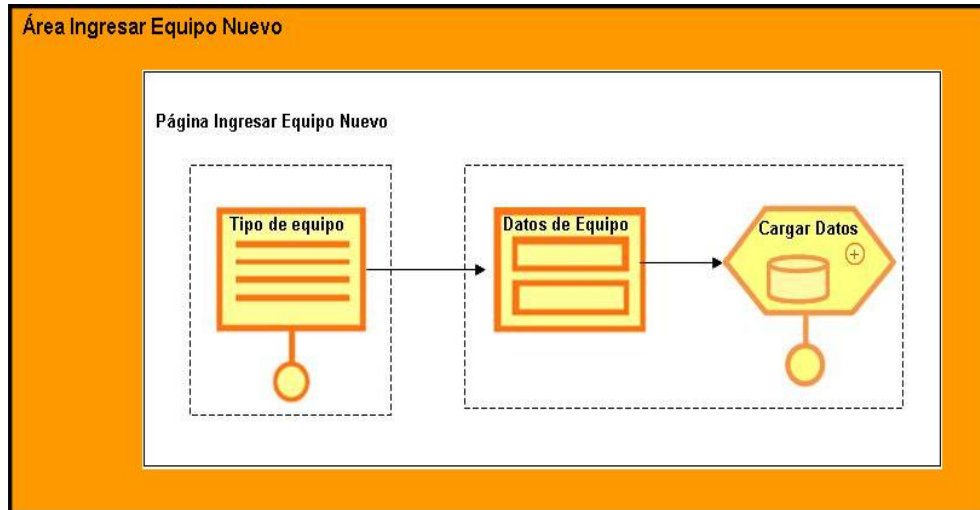 Área Ingresar Equipo Nuevo
Página Ingresar Equipo Nuevo
Tipo de equipo
Datos de Equipo
Cargar Datos